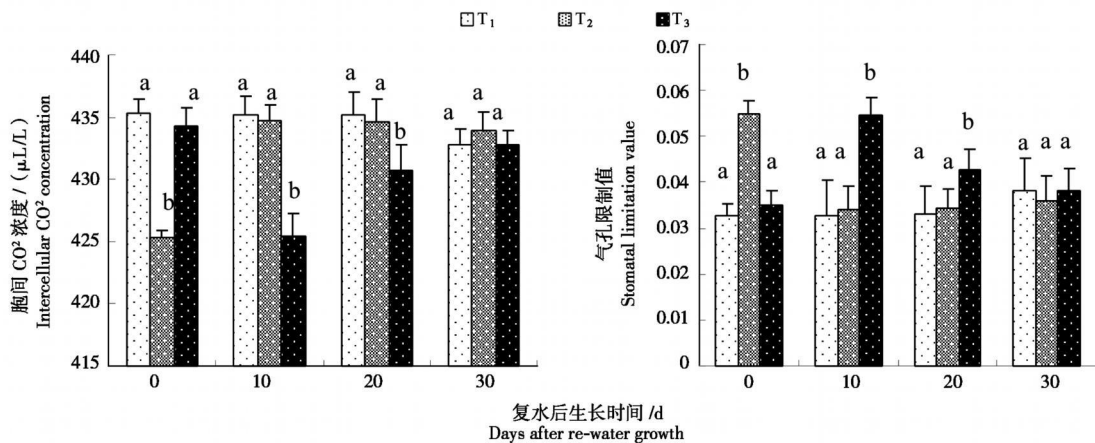 T₁ T₂ T₃
胞间 CO² 浓度 /（μL/L）
Intercellular CO² concentration
440
435
430
425
420
415
a b a
a a b
a a b
a a a
0 10 20 30
气孔限制值
Stomatal limitation value
0.07
0.06
0.05
0.04
0.03
0.02
0.01
0
a b a
a a b
a a b
a a a
0 10 20 30
复水后生长时间 /d
Days after re-water growth